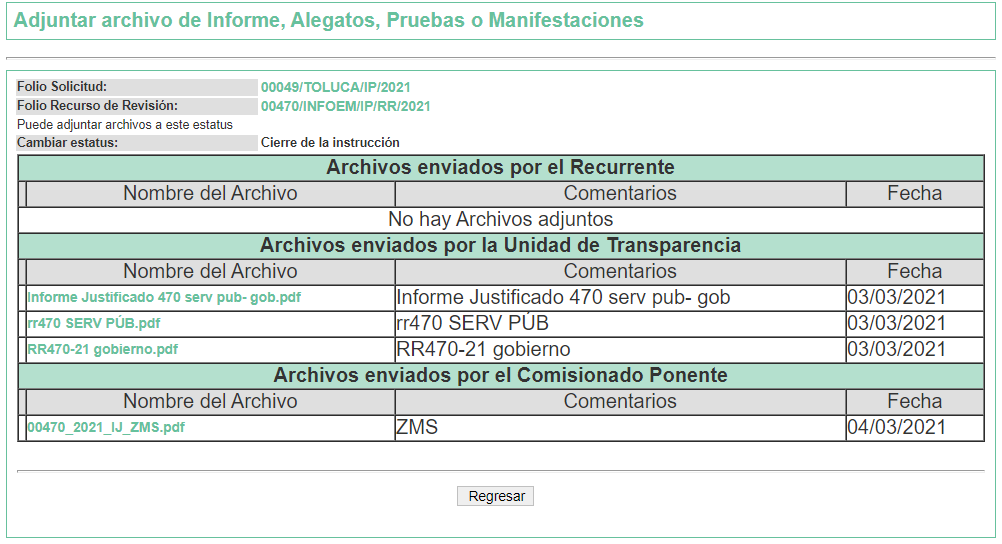 Adjuntar archivo de Informe, Alegatos, Pruebas o Manifestaciones
Folio Solicitud: 00049/TOLUCA/IP/2021
Folio Recurso de Revisión: 00470/INFOEM/IP/RR/2021
Puede adjuntar archivos a este estatus
Cambiar estatus: Cierre de la instrucción
Archivos enviados por el Recurrente
Nombre del Archivo Comentarios Fecha
No hay Archivos adjuntos
Archivos enviados por la Unidad de Transparencia
Nombre del Archivo Comentarios Fecha
Informe Justificado 470 serv pub- gob.pdf Informe Justificado 470 serv pub- gob 03/03/2021
rr470 SERV PÚB.pdf rr470 SERV PÚB 03/03/2021
RR470-21 gobierno.pdf RR470-21 gobierno 03/03/2021
Archivos enviados por el Comisionado Ponente
Nombre del Archivo Comentarios Fecha
00470_2021_IJ_ZMS.pdf ZMS 04/03/2021
Regresar